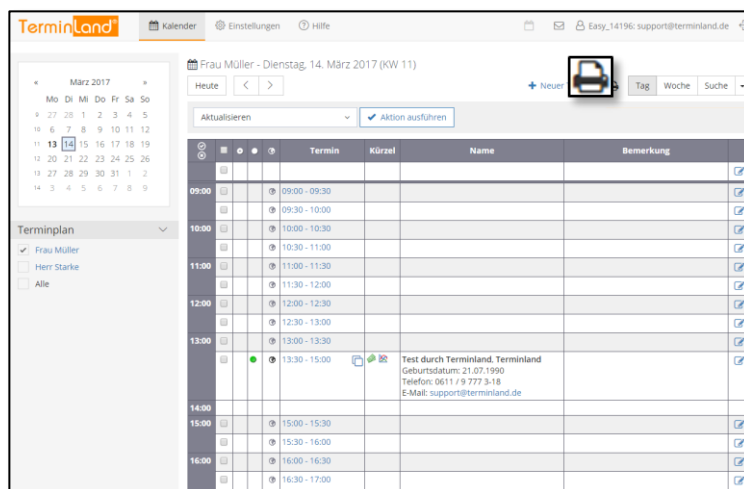 TerminLand®
Kalender
Einstellungen
Hilfe
Easy_14196: support@terminland.de
Frau Müller - Dienstag, 14. März 2017 (KW 11)
Heute < >
+ Neuer
Tag Woche Suche
Aktualisieren
Aktion ausführen
« März 2017 »
Mo Di Mi Do Fr Sa So
9 27 28 1 2 3 4 5
10 6 7 8 9 10 11 12
11 13 14 15 16 17 18 19
12 20 21 22 23 24 25 26
13 27 28 29 30 31 1 2
14 3 4 5 6 7 8 9
Terminplan
Frau Müller
Herr Starke
Alle
Termin Kürzel Name Bemerkung
09:00 09:00 - 09:30
09:30 - 10:00
10:00 10:00 - 10:30
10:30 - 11:00
11:00 11:00 - 11:30
11:30 - 12:00
12:00 12:00 - 12:30
12:30 - 13:00
13:00 13:00 - 13:30
13:30 - 15:00 Test durch Terminland, Terminland
Geburtsdatum: 21.07.1990
Telefon: 0611 / 9 777 3-18
E-Mail: support@terminland.de
14:00
15:00 15:00 - 15:30
15:30 - 16:00
16:00 16:00 - 16:30
16:30 - 17:00